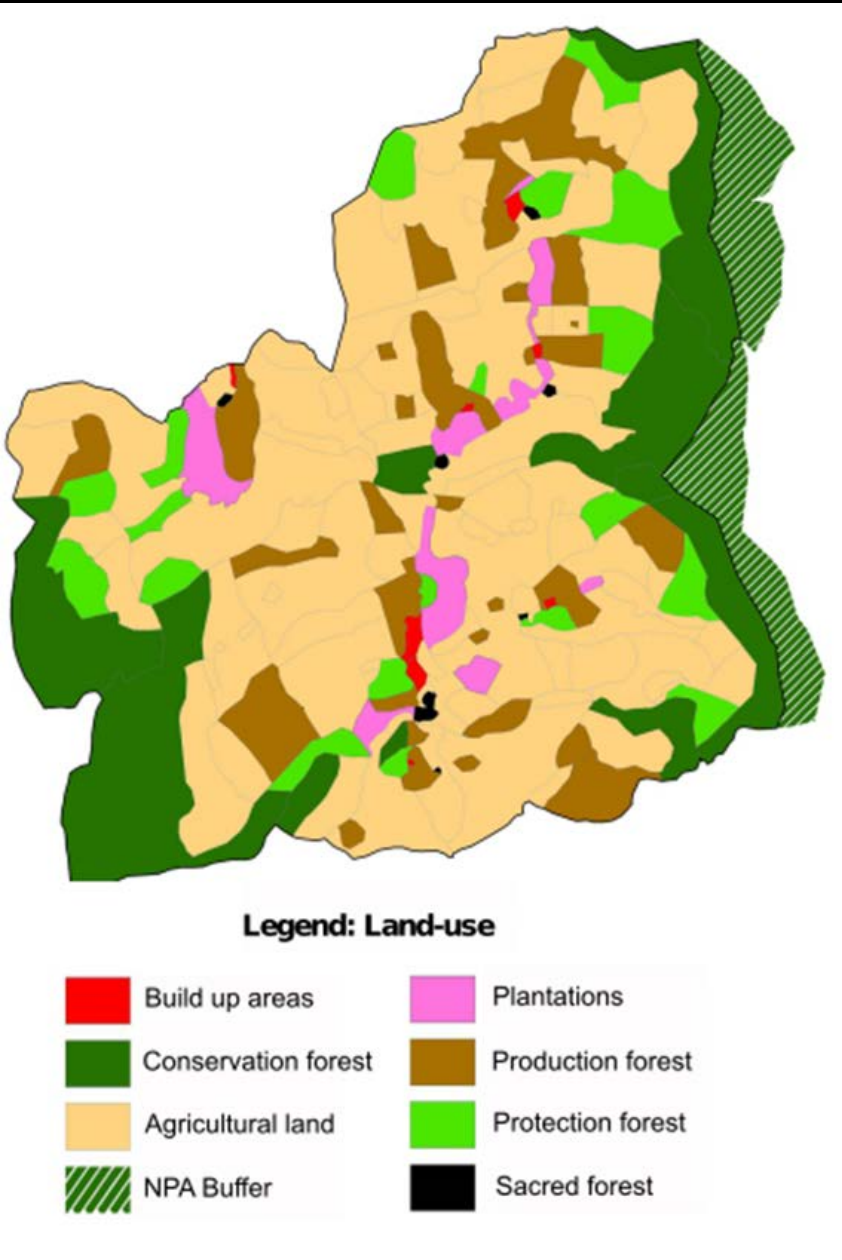 Legend: Land-use
Build up areas
Plantations
Conservation forest
Production forest
Agricultural land
Protection forest
NPA Buffer
Sacred forest